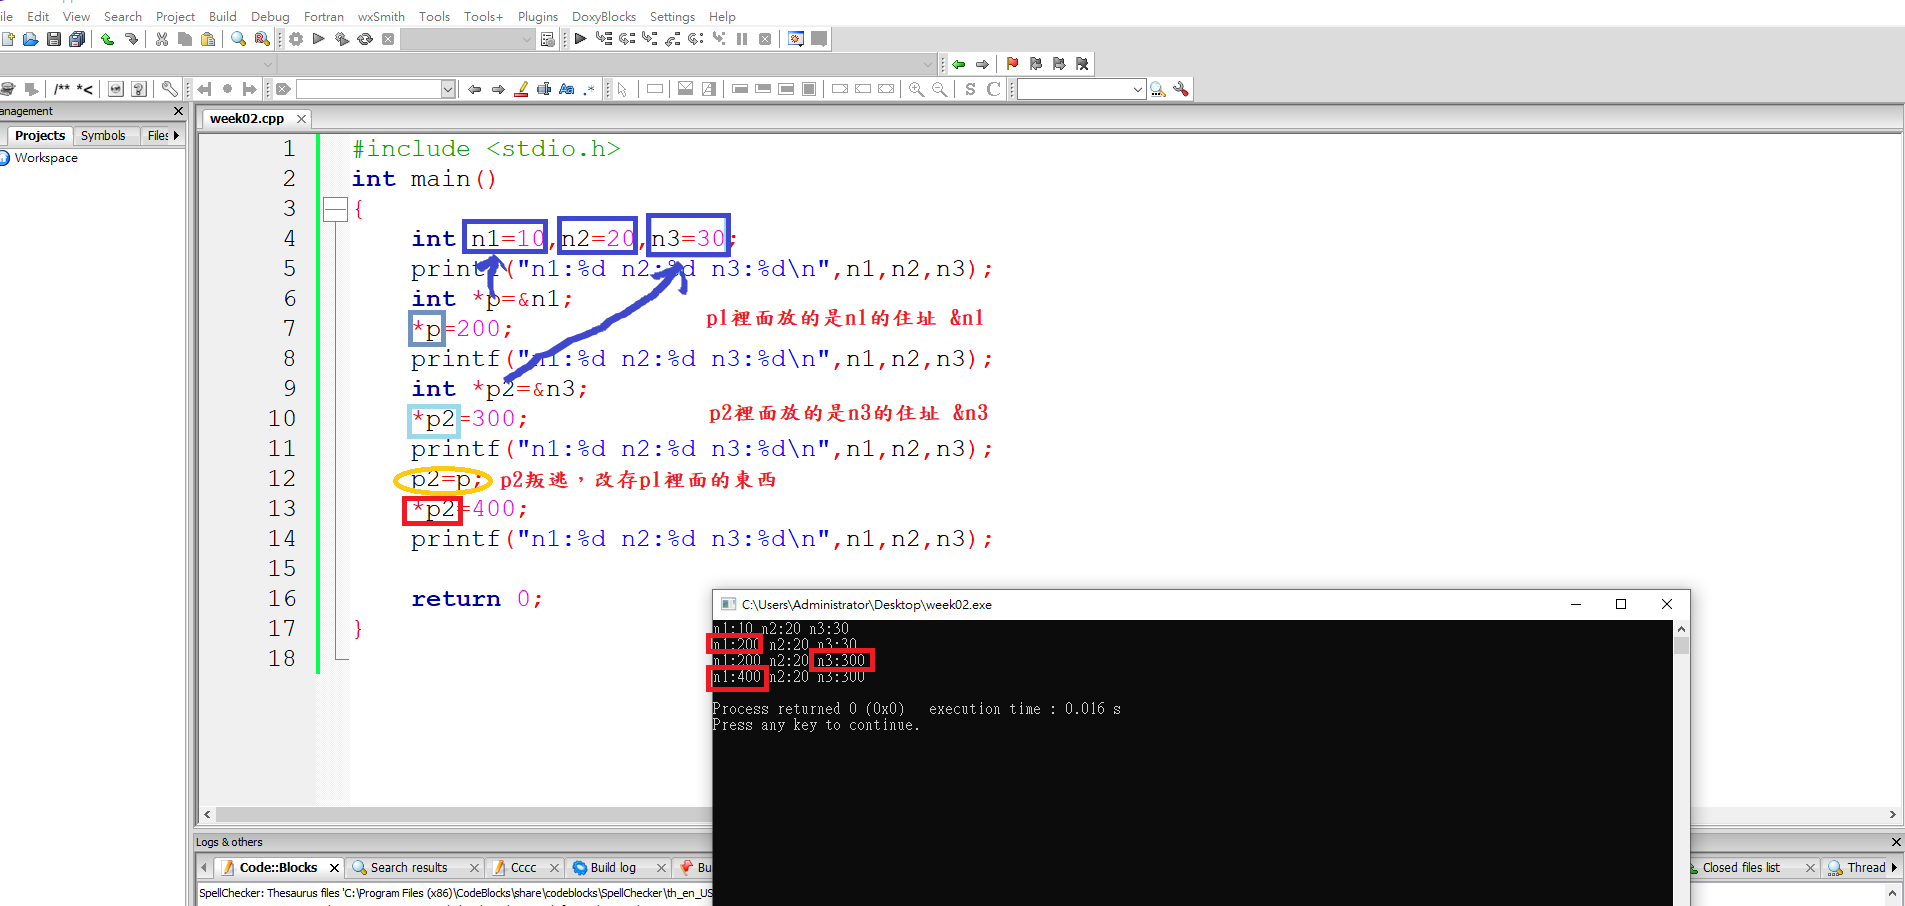 ile Edit View Search Project Build Debug Fortran wxSmith Tools Tools+ Plugins DoxyBlocks Settings Help
/** *<
S C
anagement
Projects Symbols Files
Workspace
week02.cpp
1 #include <stdio.h>
2 int main()
3 {
4 int n1=10,n2=20,n3=30;
5 printf("n1:%d n2:%d n3:%d\n",n1,n2,n3);
6 int *p=&n1;
p1裡面放的是n1的住址 &n1
7 *p=200;
8 printf("n1:%d n2:%d n3:%d\n",n1,n2,n3);
9 int *p2=&n3;
p2裡面放的是n3的住址 &n3
10 *p2=300;
11 printf("n1:%d n2:%d n3:%d\n",n1,n2,n3);
12 p2=p; p2叛逃，改存p1裡面的東西
13 *p2=400;
14 printf("n1:%d n2:%d n3:%d\n",n1,n2,n3);
15
16 return 0;
17 }
18
C:\Users\Administrator\Desktop\week02.exe
n1:10 n2:20 n3:30
n1:200 n2:20 n3:30
n1:200 n2:20 n3:300
n1:400 n2:20 n3:300
Process returned 0 (0x0) execution time : 0.016 s
Press any key to continue.
Logs & others
Code::Blocks Search results Cccc Build log Bu Closed files list Thread
SpellChecker: Thesaurus files 'C:\Program Files (x86)\CodeBlocks\share\codeblocks\SpellChecker\th_en_US